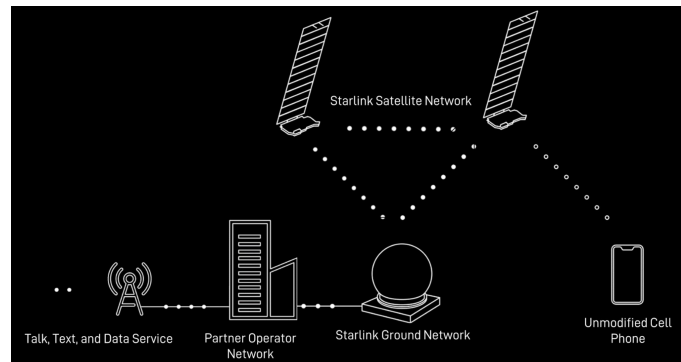 Starlink Satellite Network
Talk, Text, and Data Service
Partner Operator
Network
Starlink Ground Network
Unmodified Cell
Phone